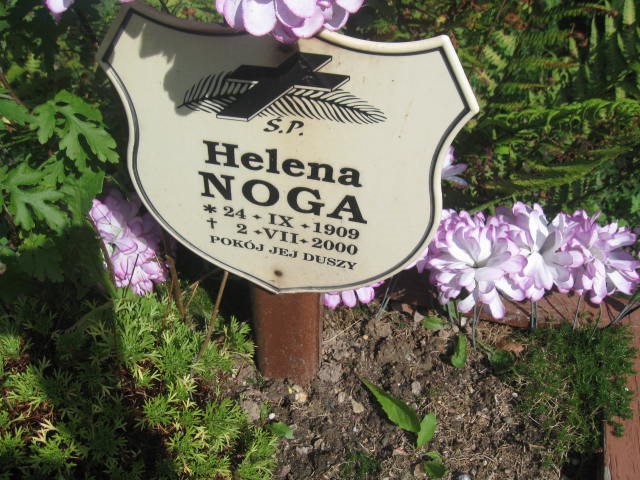 Ś.P.
Helena
NOGA
* 24 • IX • 1909
† 2 • VII • 2000
POKÓJ JEJ DUSZY